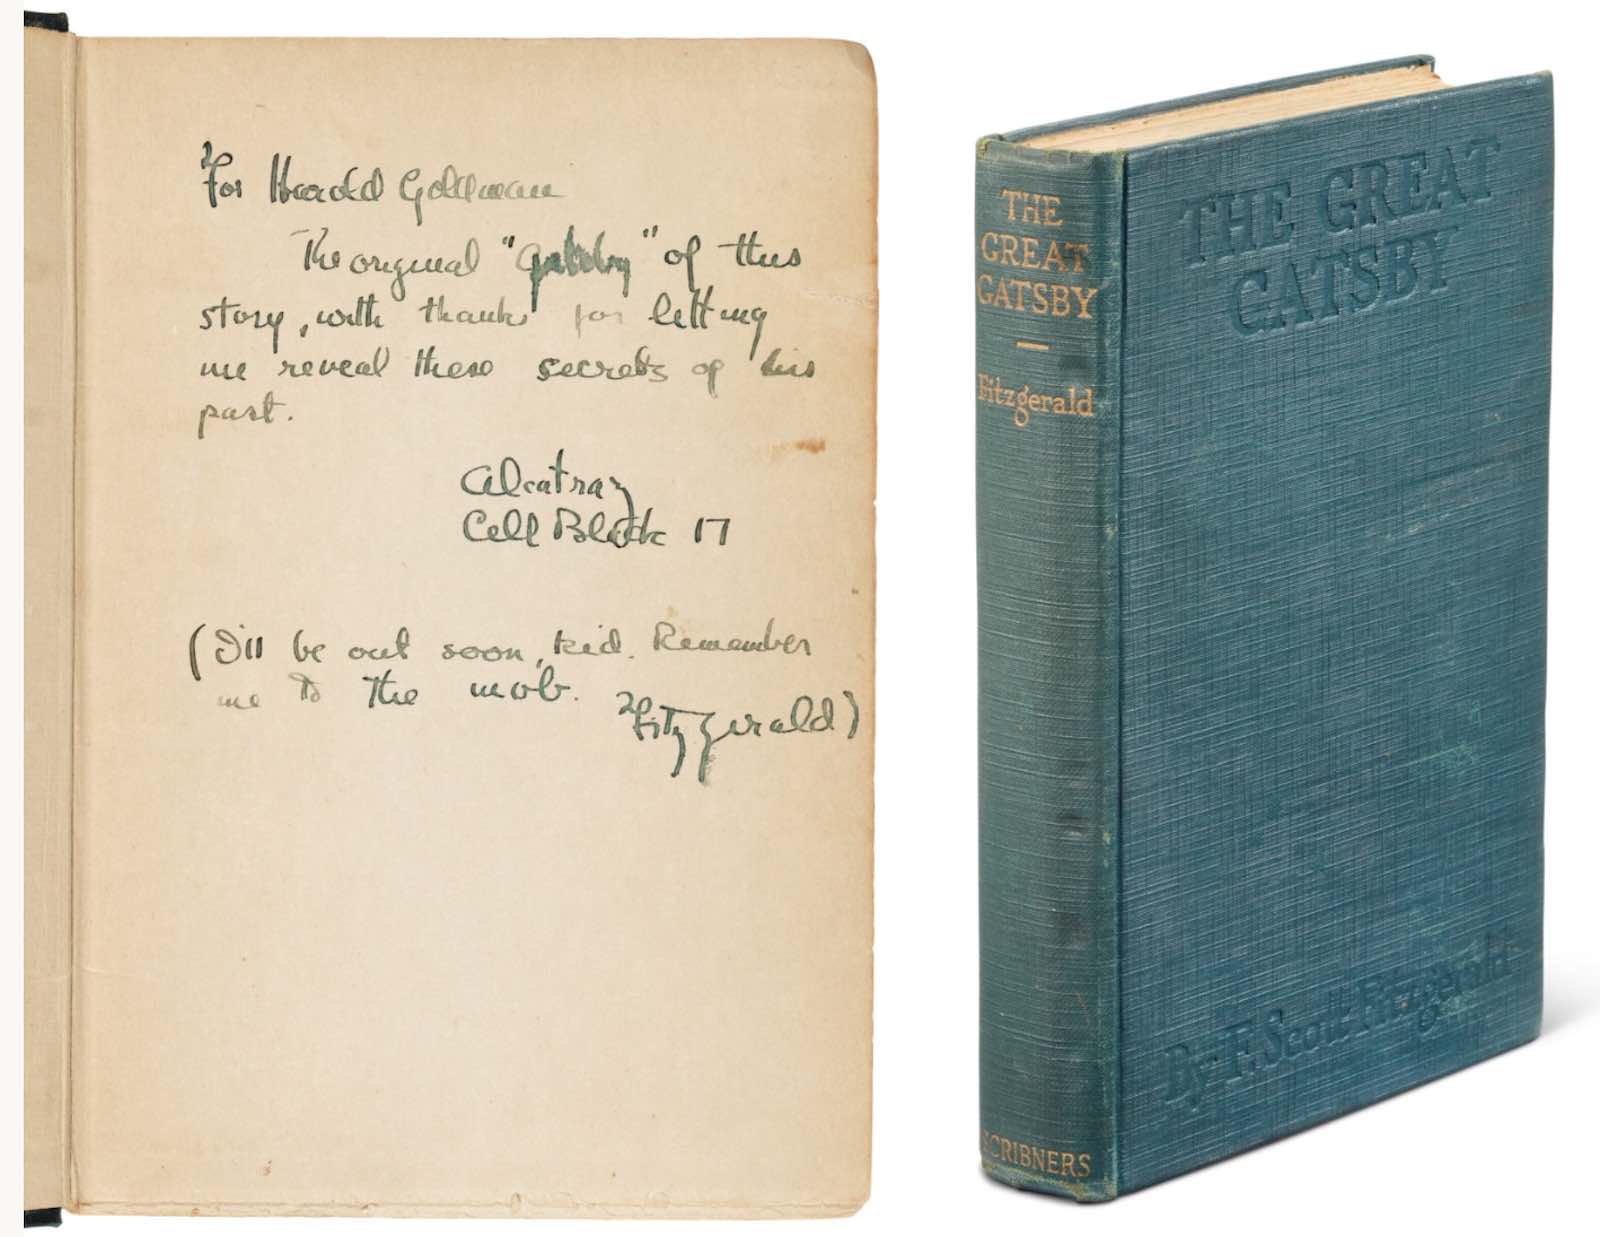 For Harold Goldman
The original "Gatsby" of this
story, with thanks for letting
me reveal these secrets of his
past.
Alcatraz
Cell Block 17
(I'll be out soon, kid. Remember
me to the mob.
Fitzgerald)
THE
GREAT
GATSBY
Fitzgerald
SCRIBNERS
THE GREAT
GATSBY
By F. Scott Fitzgerald